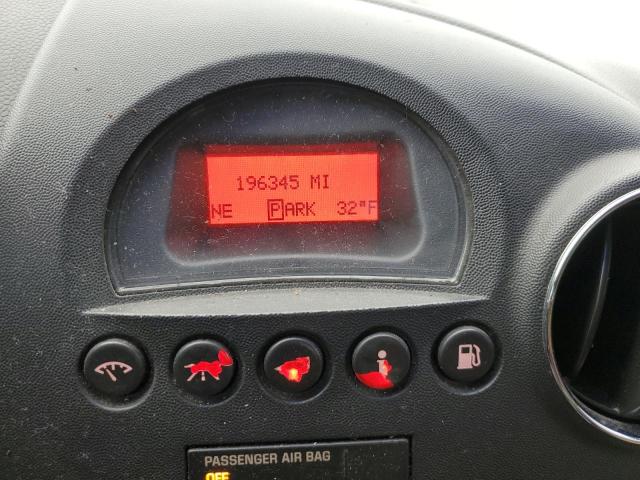 196345 MI
NE PARK 32°F
PASSENGER AIR BAG
OFF